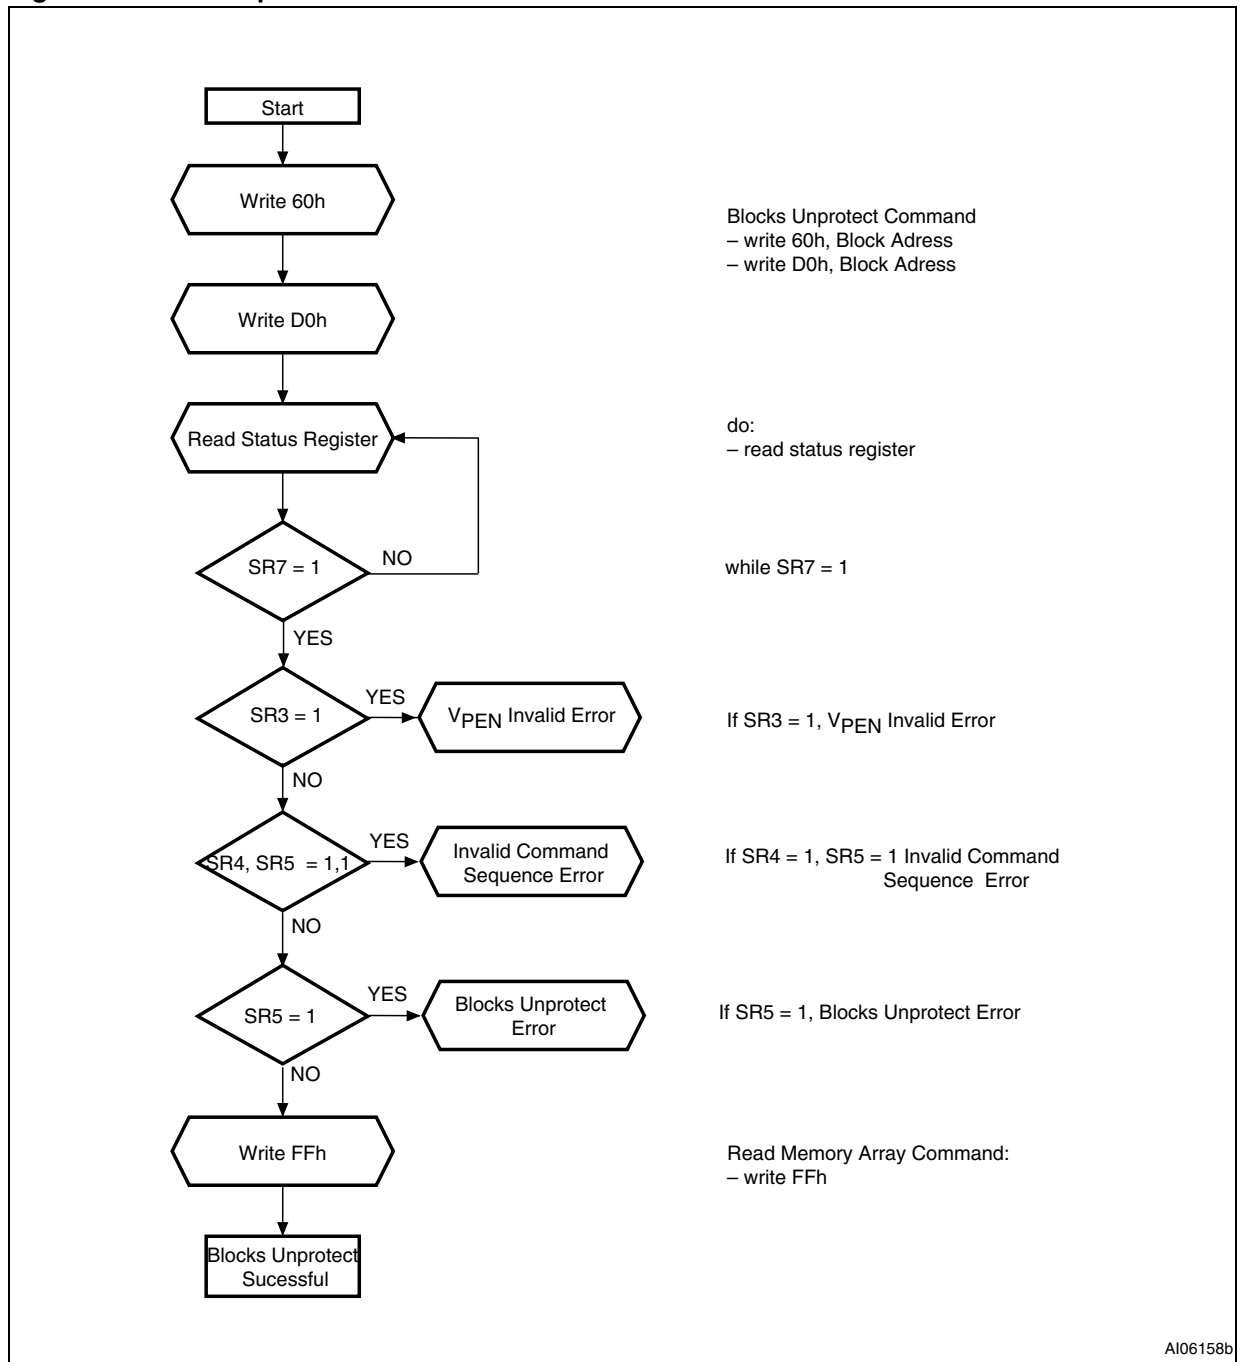 Start
Write 60h
Blocks Unprotect Command
– write 60h, Block Adress
– write D0h, Block Adress
Write D0h
Read Status Register
do:
– read status register
SR7 = 1
NO
while SR7 = 1
YES
SR3 = 1
YES
VPEN Invalid Error
If SR3 = 1, VPEN Invalid Error
NO
SR4, SR5 = 1,1
YES
Invalid Command
Sequence Error
If SR4 = 1, SR5 = 1 Invalid Command
Sequence Error
NO
SR5 = 1
YES
Blocks Unprotect
Error
If SR5 = 1, Blocks Unprotect Error
NO
Write FFh
Read Memory Array Command:
– write FFh
Blocks Unprotect
Sucessful
AI06158b